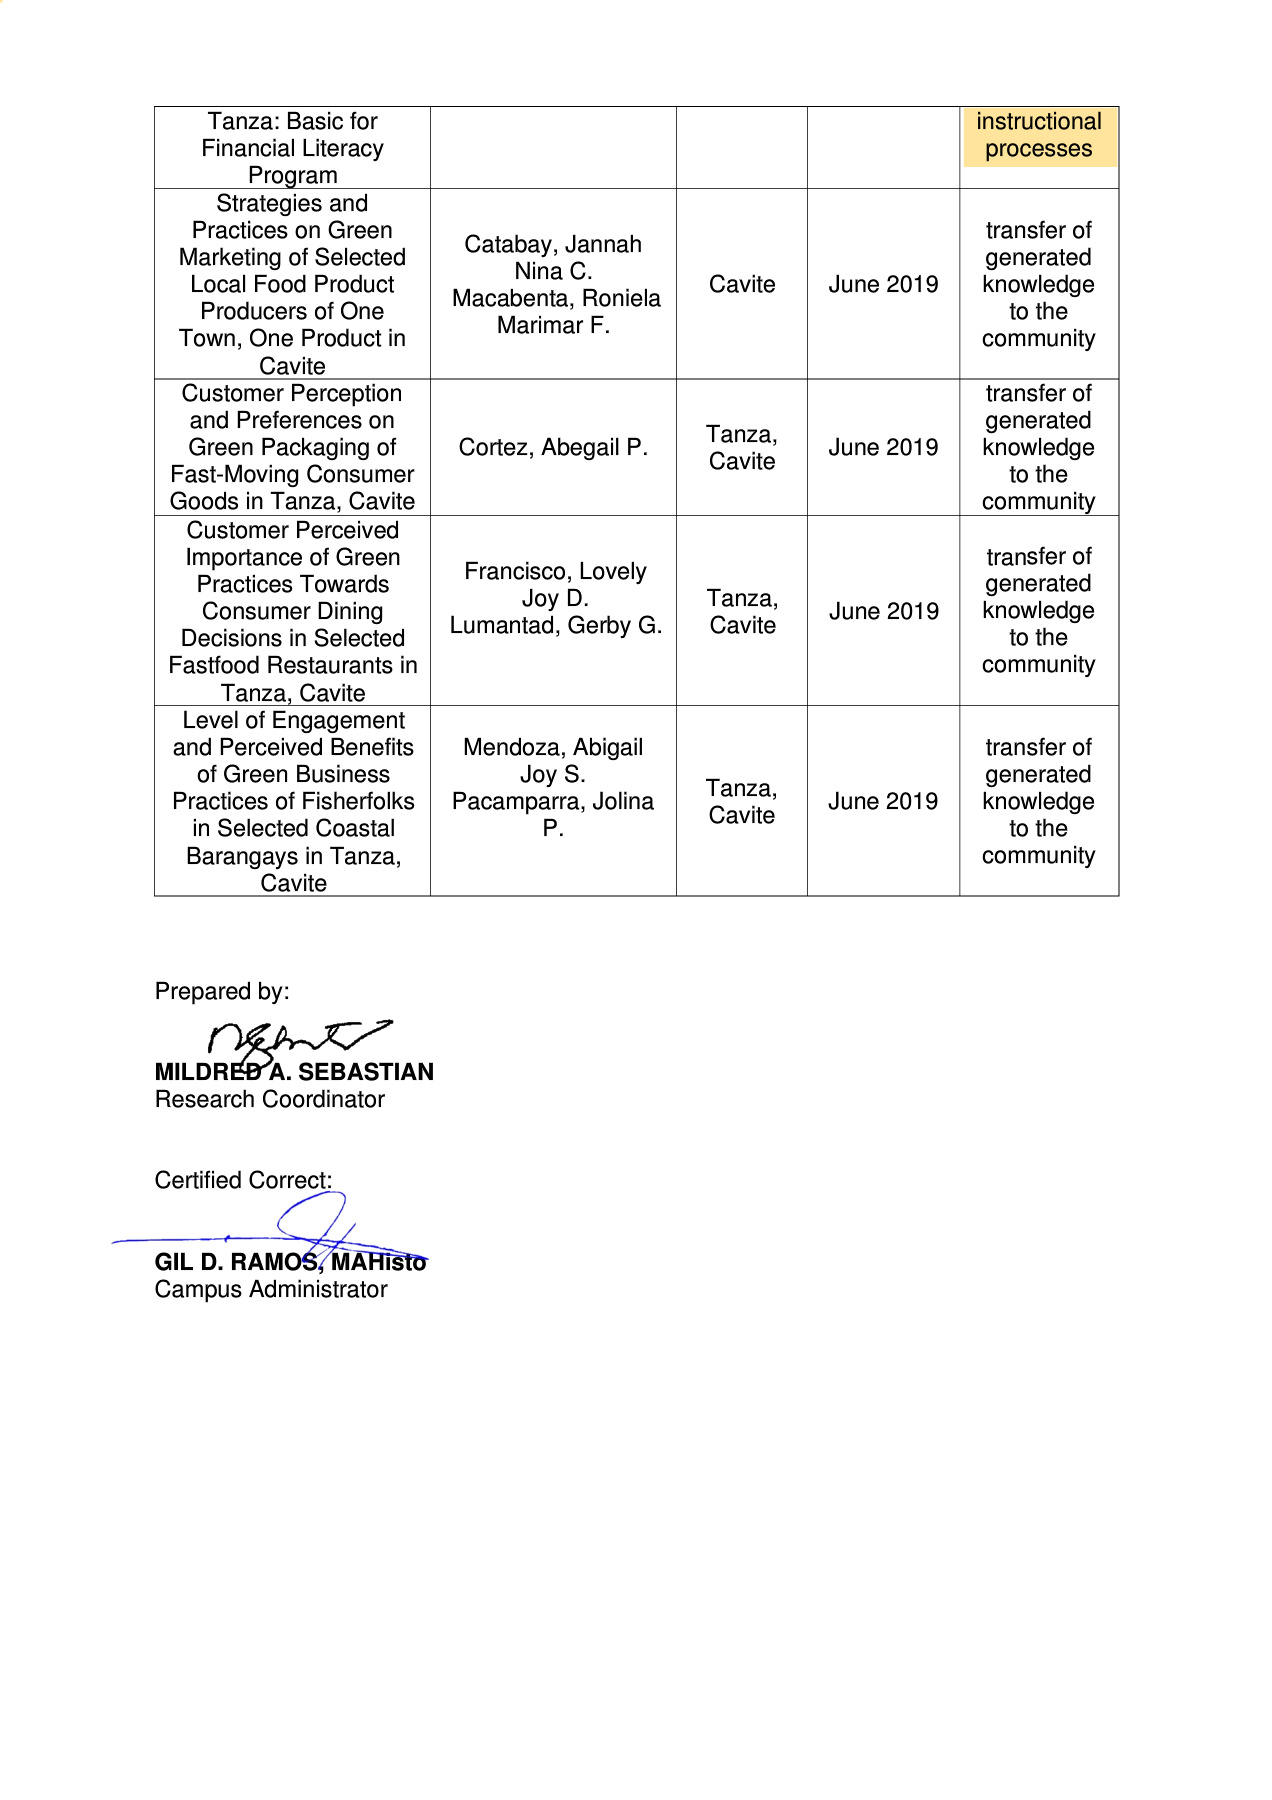 Tanza: Basic for
Financial Literacy
Program
instructional
processes
Strategies and
Practices on Green
Marketing of Selected
Local Food Product
Producers of One
Town, One Product in
Cavite
Catabay, Jannah
Nina C.
Macabenta, Roniela
Marimar F.
Cavite
June 2019
transfer of
generated
knowledge
to the
community
Customer Perception
and Preferences on
Green Packaging of
Fast-Moving Consumer
Goods in Tanza, Cavite
Cortez, Abegail P.
Tanza,
Cavite
June 2019
transfer of
generated
knowledge
to the
community
Customer Perceived
Importance of Green
Practices Towards
Consumer Dining
Decisions in Selected
Fastfood Restaurants in
Tanza, Cavite
Francisco, Lovely
Joy D.
Lumantad, Gerby G.
Tanza,
Cavite
June 2019
transfer of
generated
knowledge
to the
community
Level of Engagement
and Perceived Benefits
of Green Business
Practices of Fisherfolks
in Selected Coastal
Barangays in Tanza,
Cavite
Mendoza, Abigail
Joy S.
Pacamparra, Jolina
P.
Tanza,
Cavite
June 2019
transfer of
generated
knowledge
to the
community
Prepared by:
MILDRED A. SEBASTIAN
Research Coordinator
Certified Correct:
GIL D. RAMOS, MAHisto
Campus Administrator